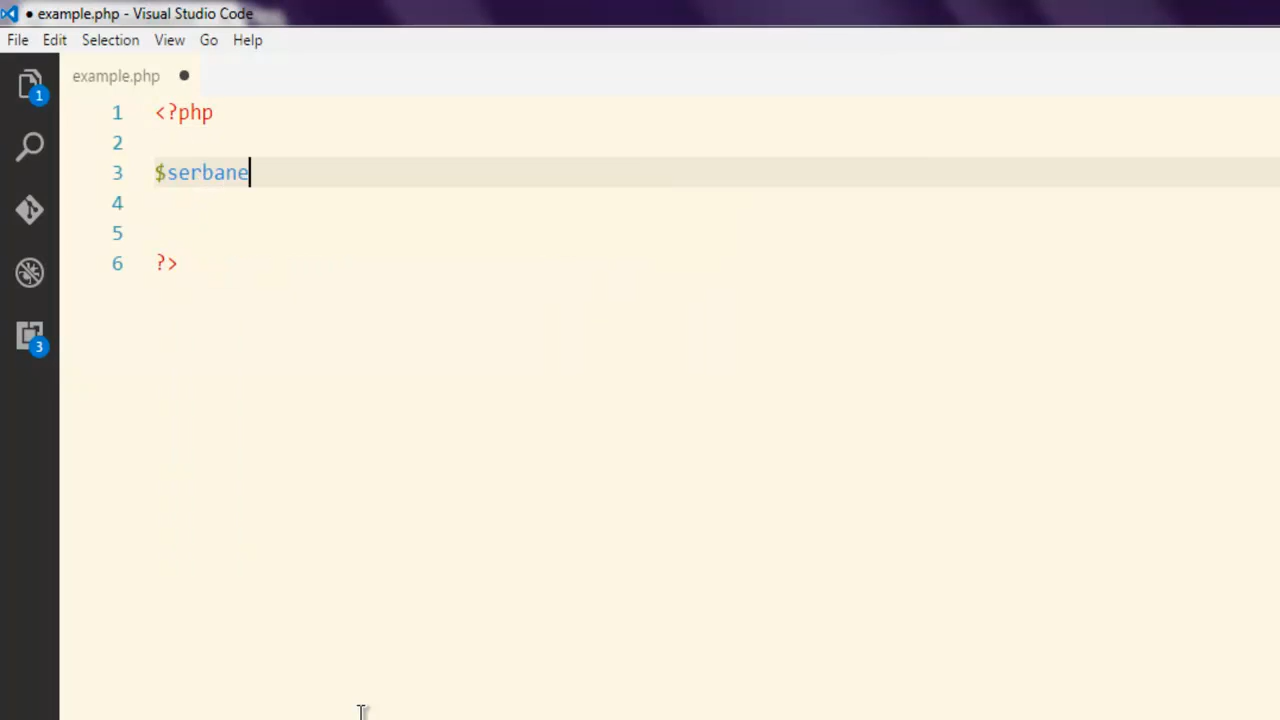 ● example.php - Visual Studio Code
File Edit Selection View Go Help
example.php ●
1 <?php
2
3 $serbane
4
5
6 ?>
1
3